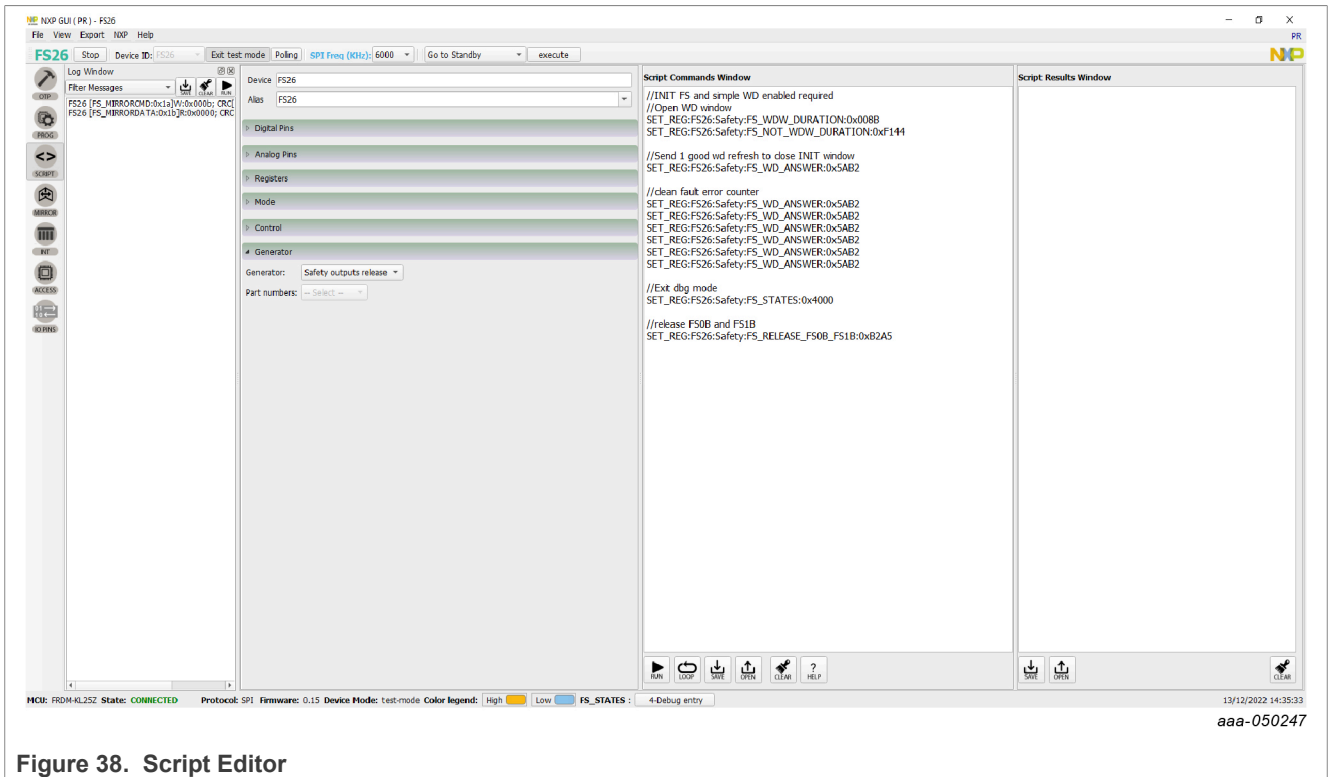 NXP GUI ( PR ) - FS26
File View Export NXP Help
PR
FS26 Stop Device ID: FS26 Exit test mode Poling SPI Freq (KHz): 6000 Go to Standby execute
NXP
OTP
PROG
<>
SCRIPT
MIRROR
INT
ACCESS
IO PINS
Log Window
Filter Messages
SAVE CLEAR RUN
FS26 [FS_MIRRORCMD:0x1a]W:0x000b; CRC[
FS26 [FS_MIRRORDATA:0x1b]R:0x0000; CRC
Device FS26
Alias FS26
Digital Pins
Analog Pins
Registers
Mode
Control
Generator
Generator: Safety outputs release
Part numbers: -- Select --
Script Commands Window
//INIT FS and simple WD enabled required
//Open WD window
SET_REG:FS26:Safety:FS_WDW_DURATION:0x008B
SET_REG:FS26:Safety:FS_NOT_WDW_DURATION:0xF144
//Send 1 good wd refresh to close INIT window
SET_REG:FS26:Safety:FS_WD_ANSWER:0x5AB2
//clean fault error counter
SET_REG:FS26:Safety:FS_WD_ANSWER:0x5AB2
SET_REG:FS26:Safety:FS_WD_ANSWER:0x5AB2
SET_REG:FS26:Safety:FS_WD_ANSWER:0x5AB2
SET_REG:FS26:Safety:FS_WD_ANSWER:0x5AB2
SET_REG:FS26:Safety:FS_WD_ANSWER:0x5AB2
SET_REG:FS26:Safety:FS_WD_ANSWER:0x5AB2
//Exit dbg mode
SET_REG:FS26:Safety:FS_STATES:0x4000
//release FS0B and FS1B
SET_REG:FS26:Safety:FS_RELEASE_FS0B_FS1B:0xB2A5
RUN LOOP SAVE OPEN CLEAR ? HELP
Script Results Window
SAVE OPEN CLEAR
MCU: FRDM-KL25Z State: CONNECTED Protocol: SPI Firmware: 0.15 Device Mode: test-mode Color legend: High Low FS_STATES : 4-Debug entry 13/12/2022 14:35:33
aaa-050247
Figure 38. Script Editor